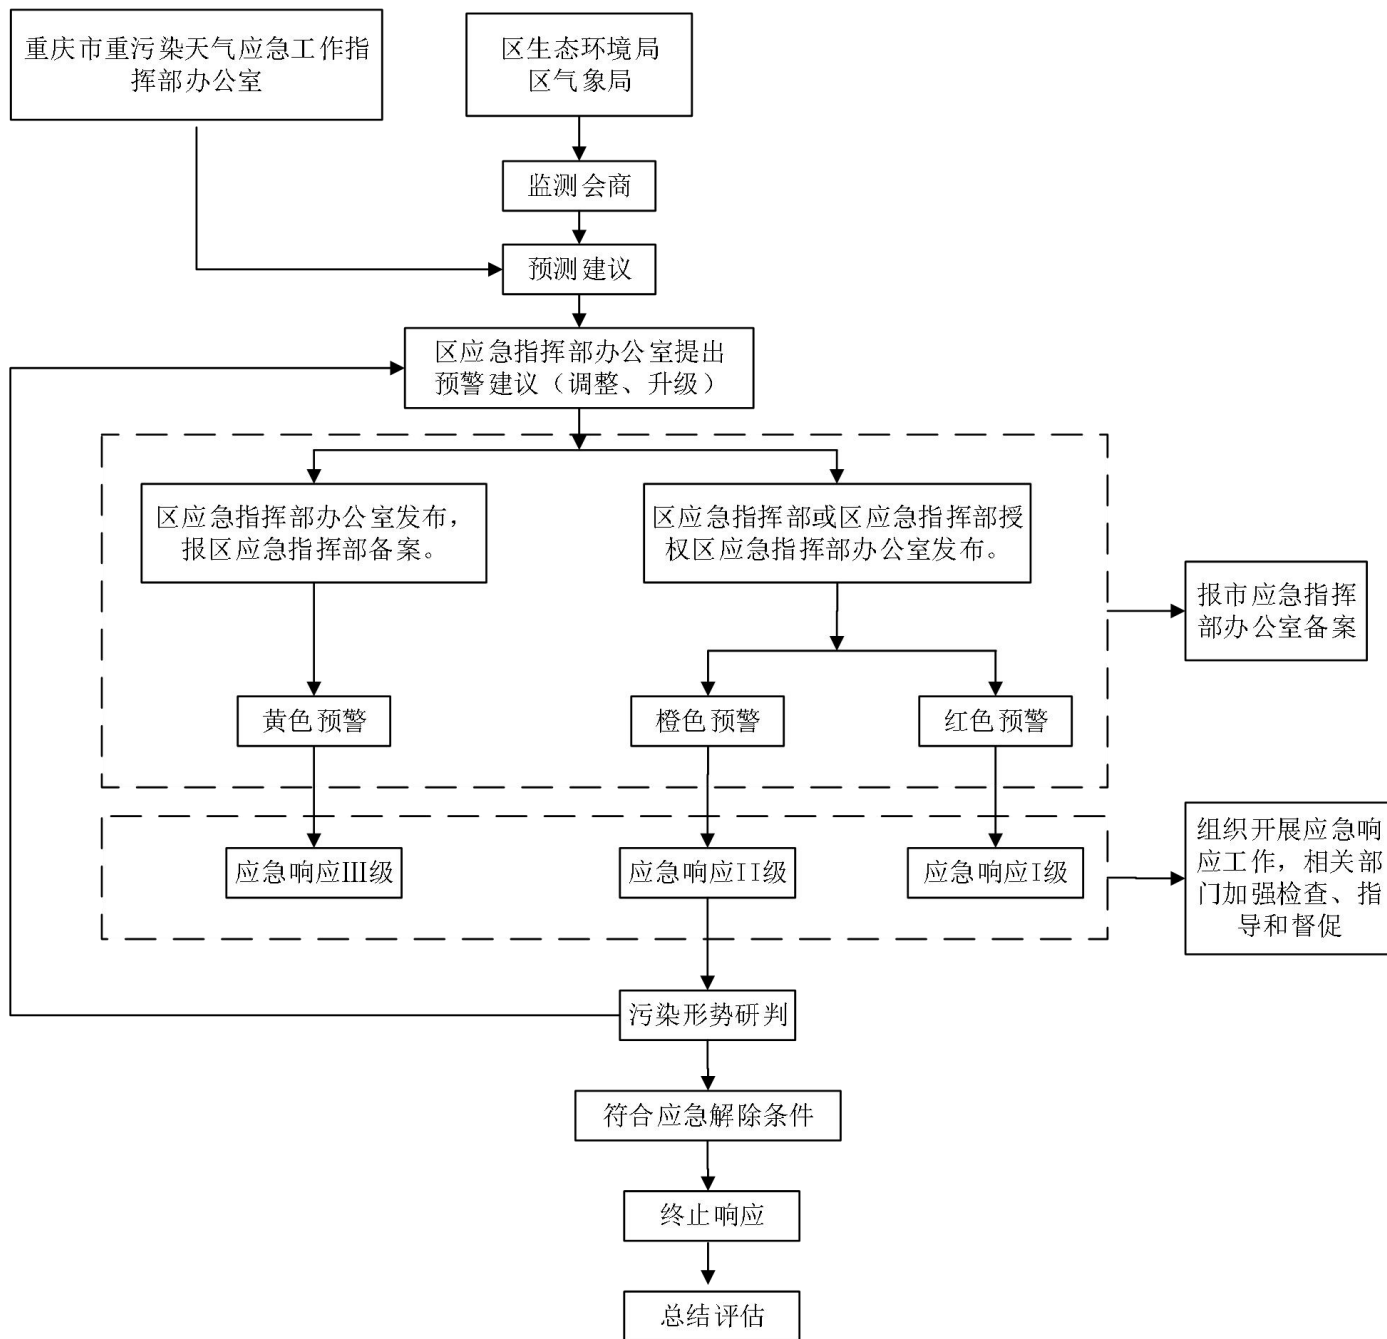 重庆市重污染天气应急工作指
挥部办公室
区生态环境局
区气象局
监测会商
预测建议
区应急指挥部办公室提出
预警建议（调整、升级）
区应急指挥部办公室发布，
报区应急指挥部备案。
区应急指挥部或区应急指挥部授
权区应急指挥部办公室发布。
报市应急指挥
部办公室备案
黄色预警
橙色预警
红色预警
应急响应III级
应急响应II级
应急响应I级
组织开展应急响
应工作，相关部
门加强检查、指
导和督促
污染形势研判
符合应急解除条件
终止响应
总结评估